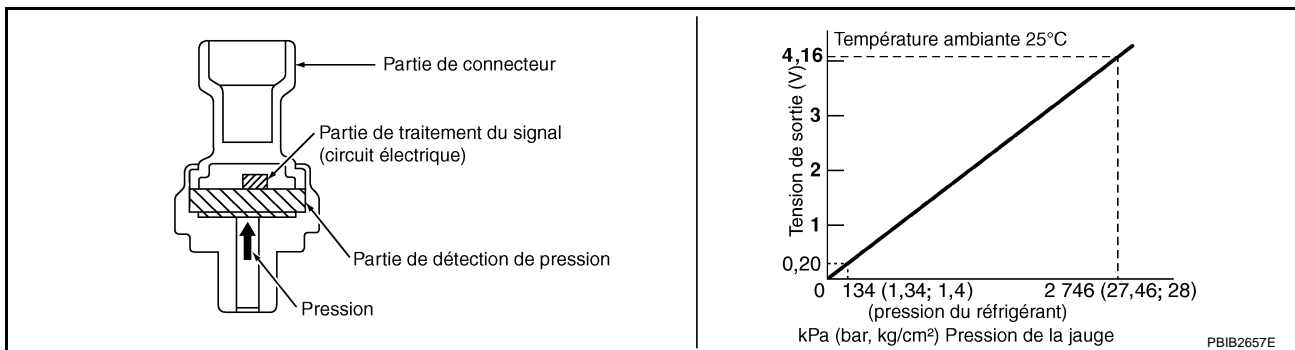 Partie de connecteur
Partie de traitement du signal
(circuit électrique)
Partie de détection de pression
Pression
Température ambiante 25°C
Tension de sortie (V)
4,16
3
2
1
0,20
0 134 (1,34; 1,4) 2 746 (27,46; 28)
(pression du réfrigérant)
kPa (bar, kg/cm²) Pression de la jauge
PBIB2657E